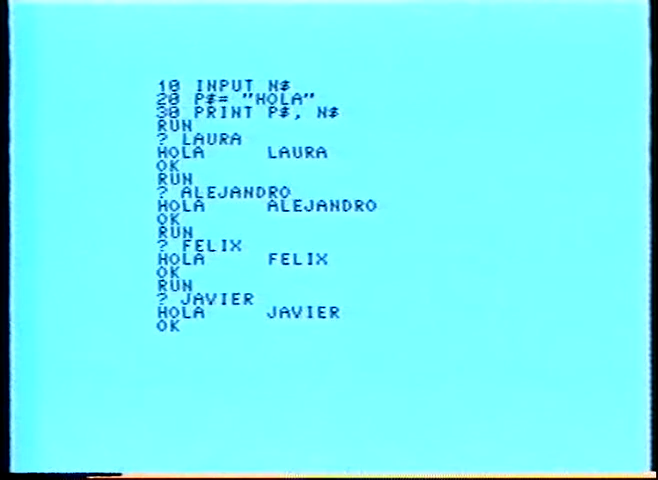 10 INPUT N$
20 P$= "HOLA"
30 PRINT P$, N$
RUN
? LAURA
HOLA     LAURA
OK
RUN
? ALEJANDRO
HOLA     ALEJANDRO
OK
RUN
? FELIX
HOLA     FELIX
OK
RUN
? JAVIER
HOLA     JAVIER
OK